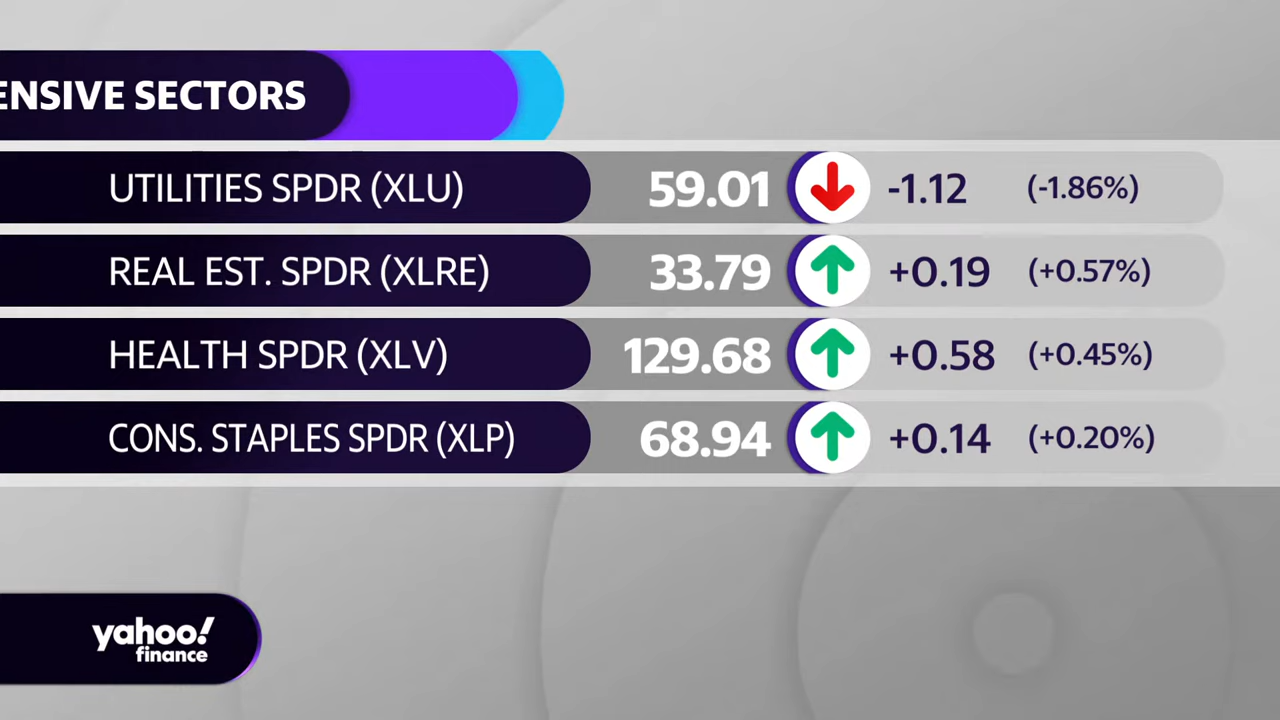 ENSIVE SECTORS
UTILITIES SPDR (XLU) 59.01 -1.12 (-1.86%)
REAL EST. SPDR (XLRE) 33.79 +0.19 (+0.57%)
HEALTH SPDR (XLV) 129.68 +0.58 (+0.45%)
CONS. STAPLES SPDR (XLP) 68.94 +0.14 (+0.20%)
yahoo!
finance